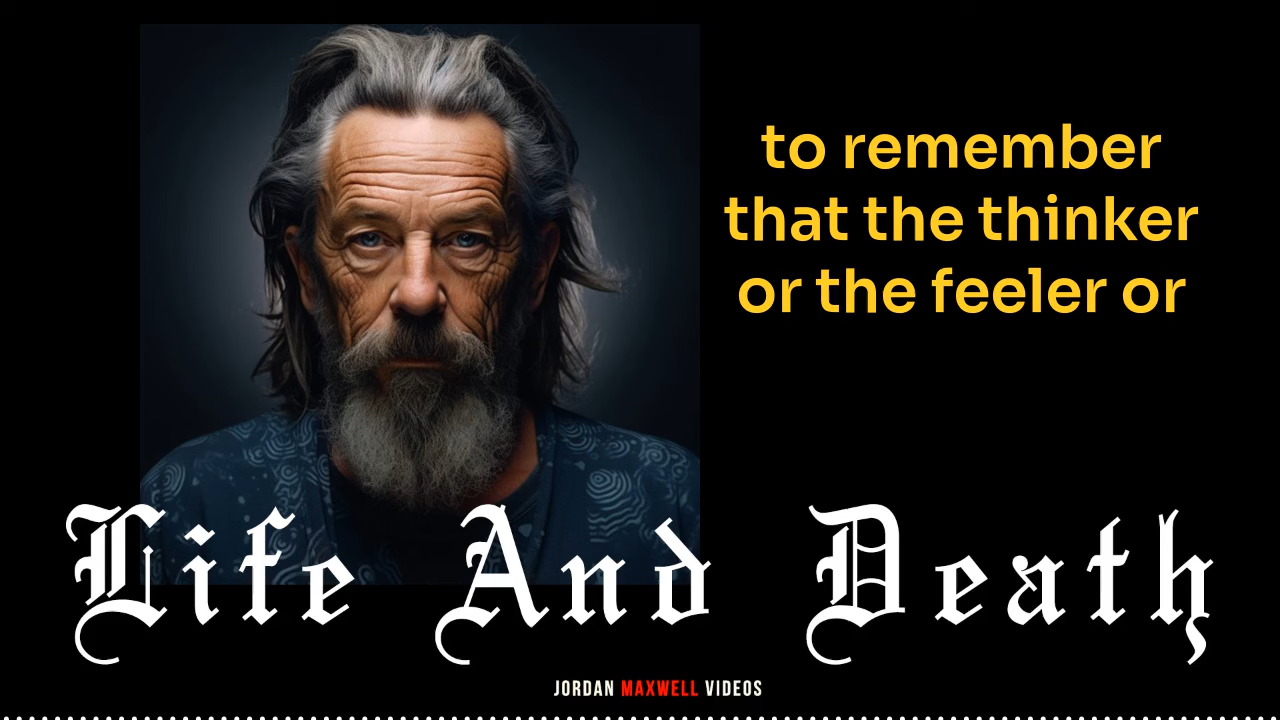 to remember
that the thinker
or the feeler or
Life And Death
JORDAN MAXWELL VIDEOS